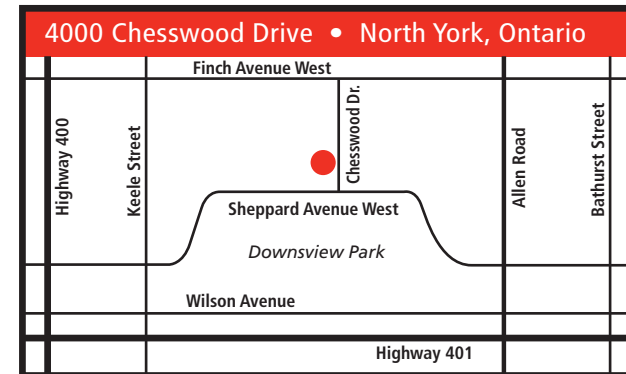 4000 Chesswood Drive • North York, Ontario
Finch Avenue West
Highway 400
Keele Street
Chesswood Dr.
Allen Road
Bathurst Street
Sheppard Avenue West
Downsview Park
Wilson Avenue
Highway 401